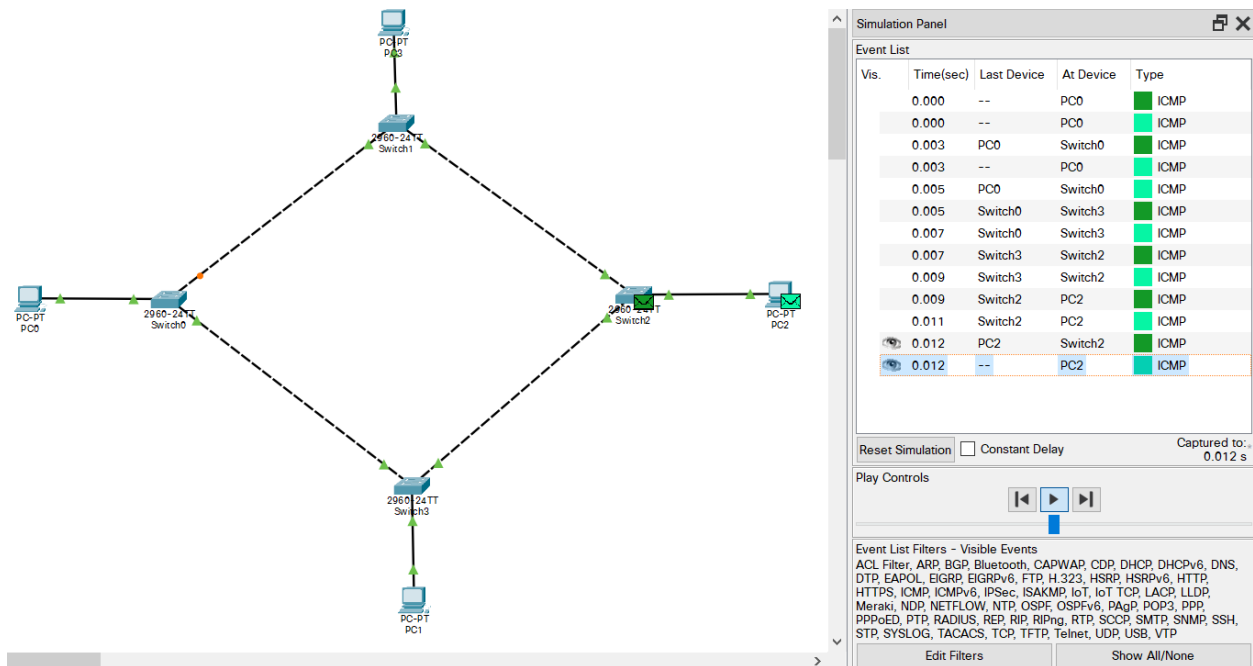 PC-PT
PC3
2960-24TT
Switch1
PC-PT
PC0
2960-24TT
Switch0
2960-24TT
Switch2
PC-PT
PC2
2960-24TT
Switch3
PC-PT
PC1
Simulation Panel
Event List
Vis. Time(sec) Last Device At Device Type
0.000 -- PC0 ICMP
0.000 -- PC0 ICMP
0.003 PC0 Switch0 ICMP
0.003 -- PC0 ICMP
0.005 PC0 Switch0 ICMP
0.005 Switch0 Switch3 ICMP
0.007 Switch0 Switch3 ICMP
0.007 Switch3 Switch2 ICMP
0.009 Switch3 Switch2 ICMP
0.009 Switch2 PC2 ICMP
0.011 Switch2 PC2 ICMP
0.012 PC2 Switch2 ICMP
0.012 -- PC2 ICMP
Reset Simulation Constant Delay Captured to:
0.012 s
Play Controls
Event List Filters - Visible Events
ACL Filter, ARP, BGP, Bluetooth, CAPWAP, CDP, DHCP, DHCPv6, DNS,
DTP, EAPOL, EIGRP, EIGRPv6, FTP, H.323, HSRP, HSRPv6, HTTP,
HTTPS, ICMP, ICMPv6, IPSec, ISAKMP, IoT, IoT TCP, LACP, LLDP,
Meraki, NDP, NETFLOW, NTP, OSPF, OSPFv6, PAgP, POP3, PPP,
PPPoED, PTP, RADIUS, REP, RIP, RIPng, RTP, SCCP, SMTP, SNMP, SSH,
STP, SYSLOG, TACACS, TCP, TFTP, Telnet, UDP, USB, VTP
Edit Filters Show All/None